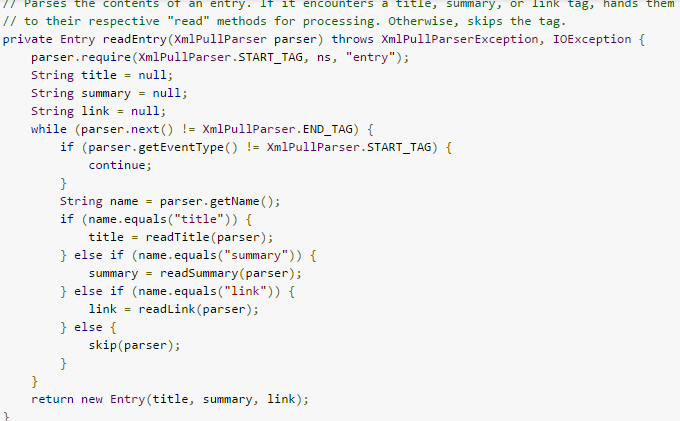 // Parses the contents of an entry. If it encounters a title, summary, or link tag, hands them
// to their respective "read" methods for processing. Otherwise, skips the tag.
private Entry readEntry(XmlPullParser parser) throws XmlPullParserException, IOException {
    parser.require(XmlPullParser.START_TAG, ns, "entry");
    String title = null;
    String summary = null;
    String link = null;
    while (parser.next() != XmlPullParser.END_TAG) {
        if (parser.getEventType() != XmlPullParser.START_TAG) {
            continue;
        }
        String name = parser.getName();
        if (name.equals("title")) {
            title = readTitle(parser);
        } else if (name.equals("summary")) {
            summary = readSummary(parser);
        } else if (name.equals("link")) {
            link = readLink(parser);
        } else {
            skip(parser);
        }
    }
    return new Entry(title, summary, link);
}